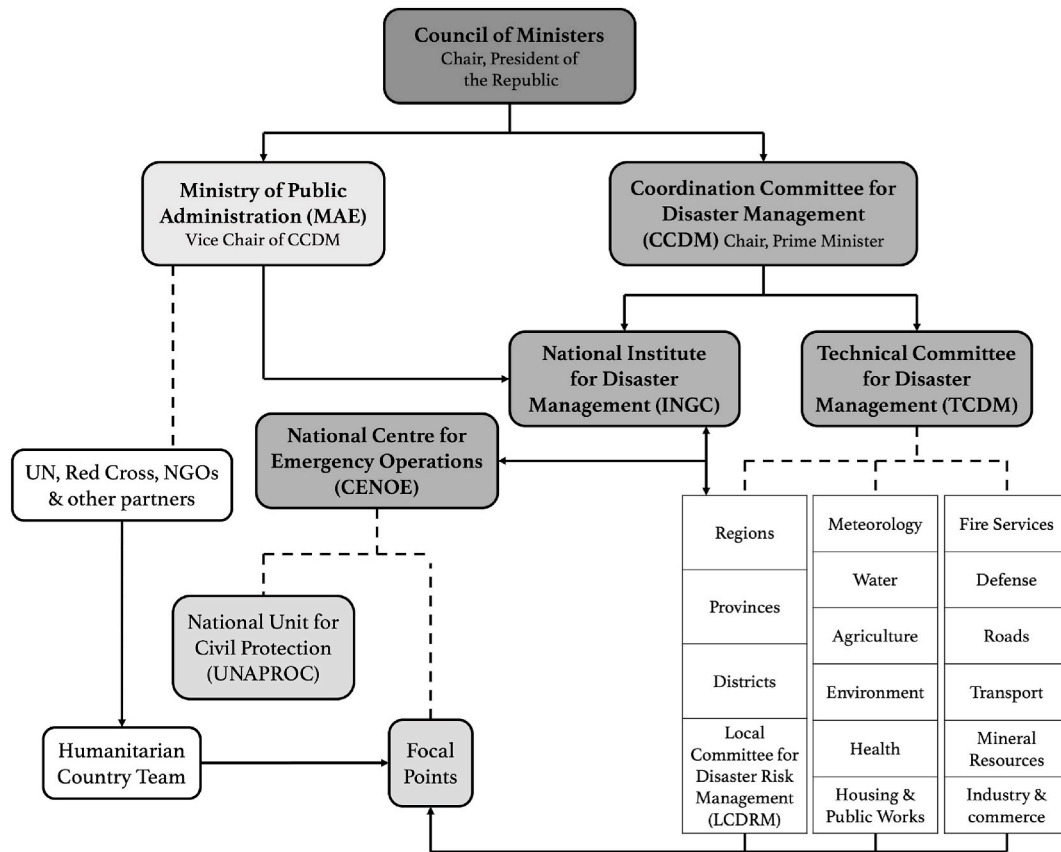 Council of Ministers
Chair, President of
the Republic
Ministry of Public
Administration (MAE)
Vice Chair of CCDM
Coordination Committee for
Disaster Management
(CCDM) Chair, Prime Minister
National Institute
for Disaster
Management (INGC)
Technical Committee
for Disaster
Management (TCDM)
National Centre for
Emergency Operations
(CENOE)
UN, Red Cross, NGOs
& other partners
National Unit for
Civil Protection
(UNAPROC)
Humanitarian
Country Team
Focal
Points
Regions
Provinces
Districts
Local
Committee for
Disaster Risk
Management
(LCDRM)
Meteorology
Water
Agriculture
Environment
Health
Housing &
Public Works
Fire Services
Defense
Roads
Transport
Mineral
Resources
Industry &
commerce